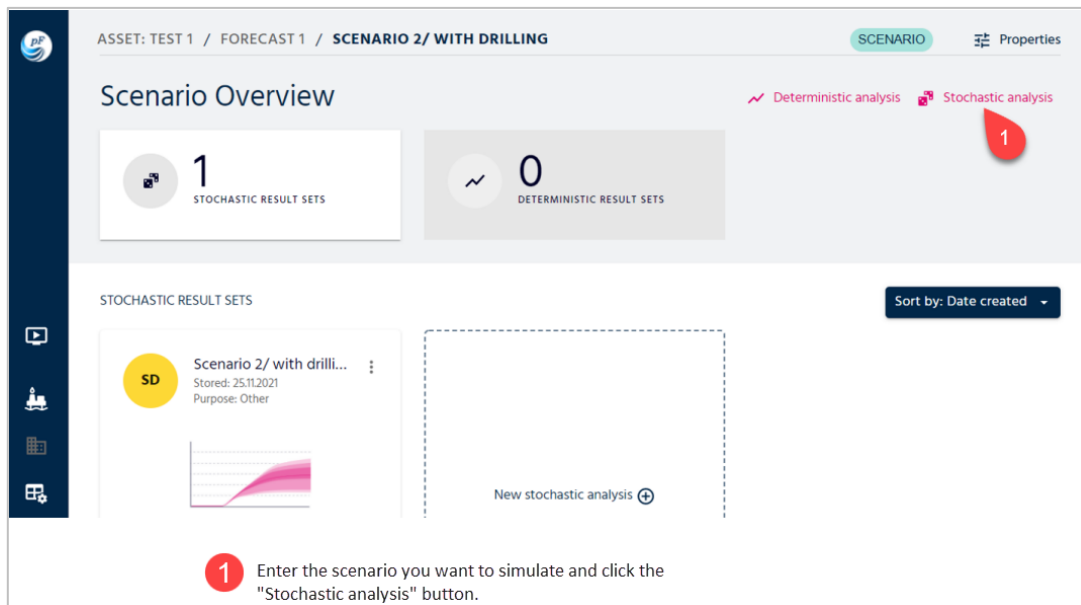 pF
ASSET: TEST 1 / FORECAST 1 / SCENARIO 2/ WITH DRILLING
SCENARIO
Properties
Scenario Overview
Deterministic analysis
Stochastic analysis
1
1
STOCHASTIC RESULT SETS
0
DETERMINISTIC RESULT SETS
STOCHASTIC RESULT SETS
Sort by: Date created
SD
Scenario 2/ with drilli...
Stored: 25.11.2021
Purpose: Other
New stochastic analysis
1
Enter the scenario you want to simulate and click the
"Stochastic analysis" button.